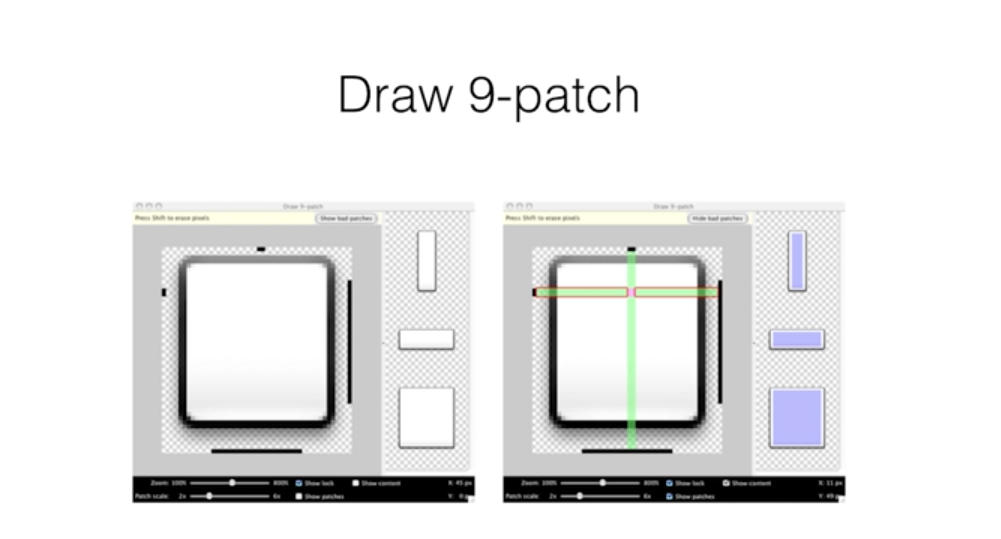 Draw 9-patch
Draw 9-patch
Press Shift to erase pixels
Show bad patches
Zoom: 100% 800% Show lock Show content X: 45 px
Patch scale: 2x 6x Show patches Y: 0 px
Draw 9-patch
Press Shift to erase pixels
Hide bad patches
Zoom: 100% 800% Show lock Show content X: 11 px
Patch scale: 2x 6x Show patches Y: 49 px